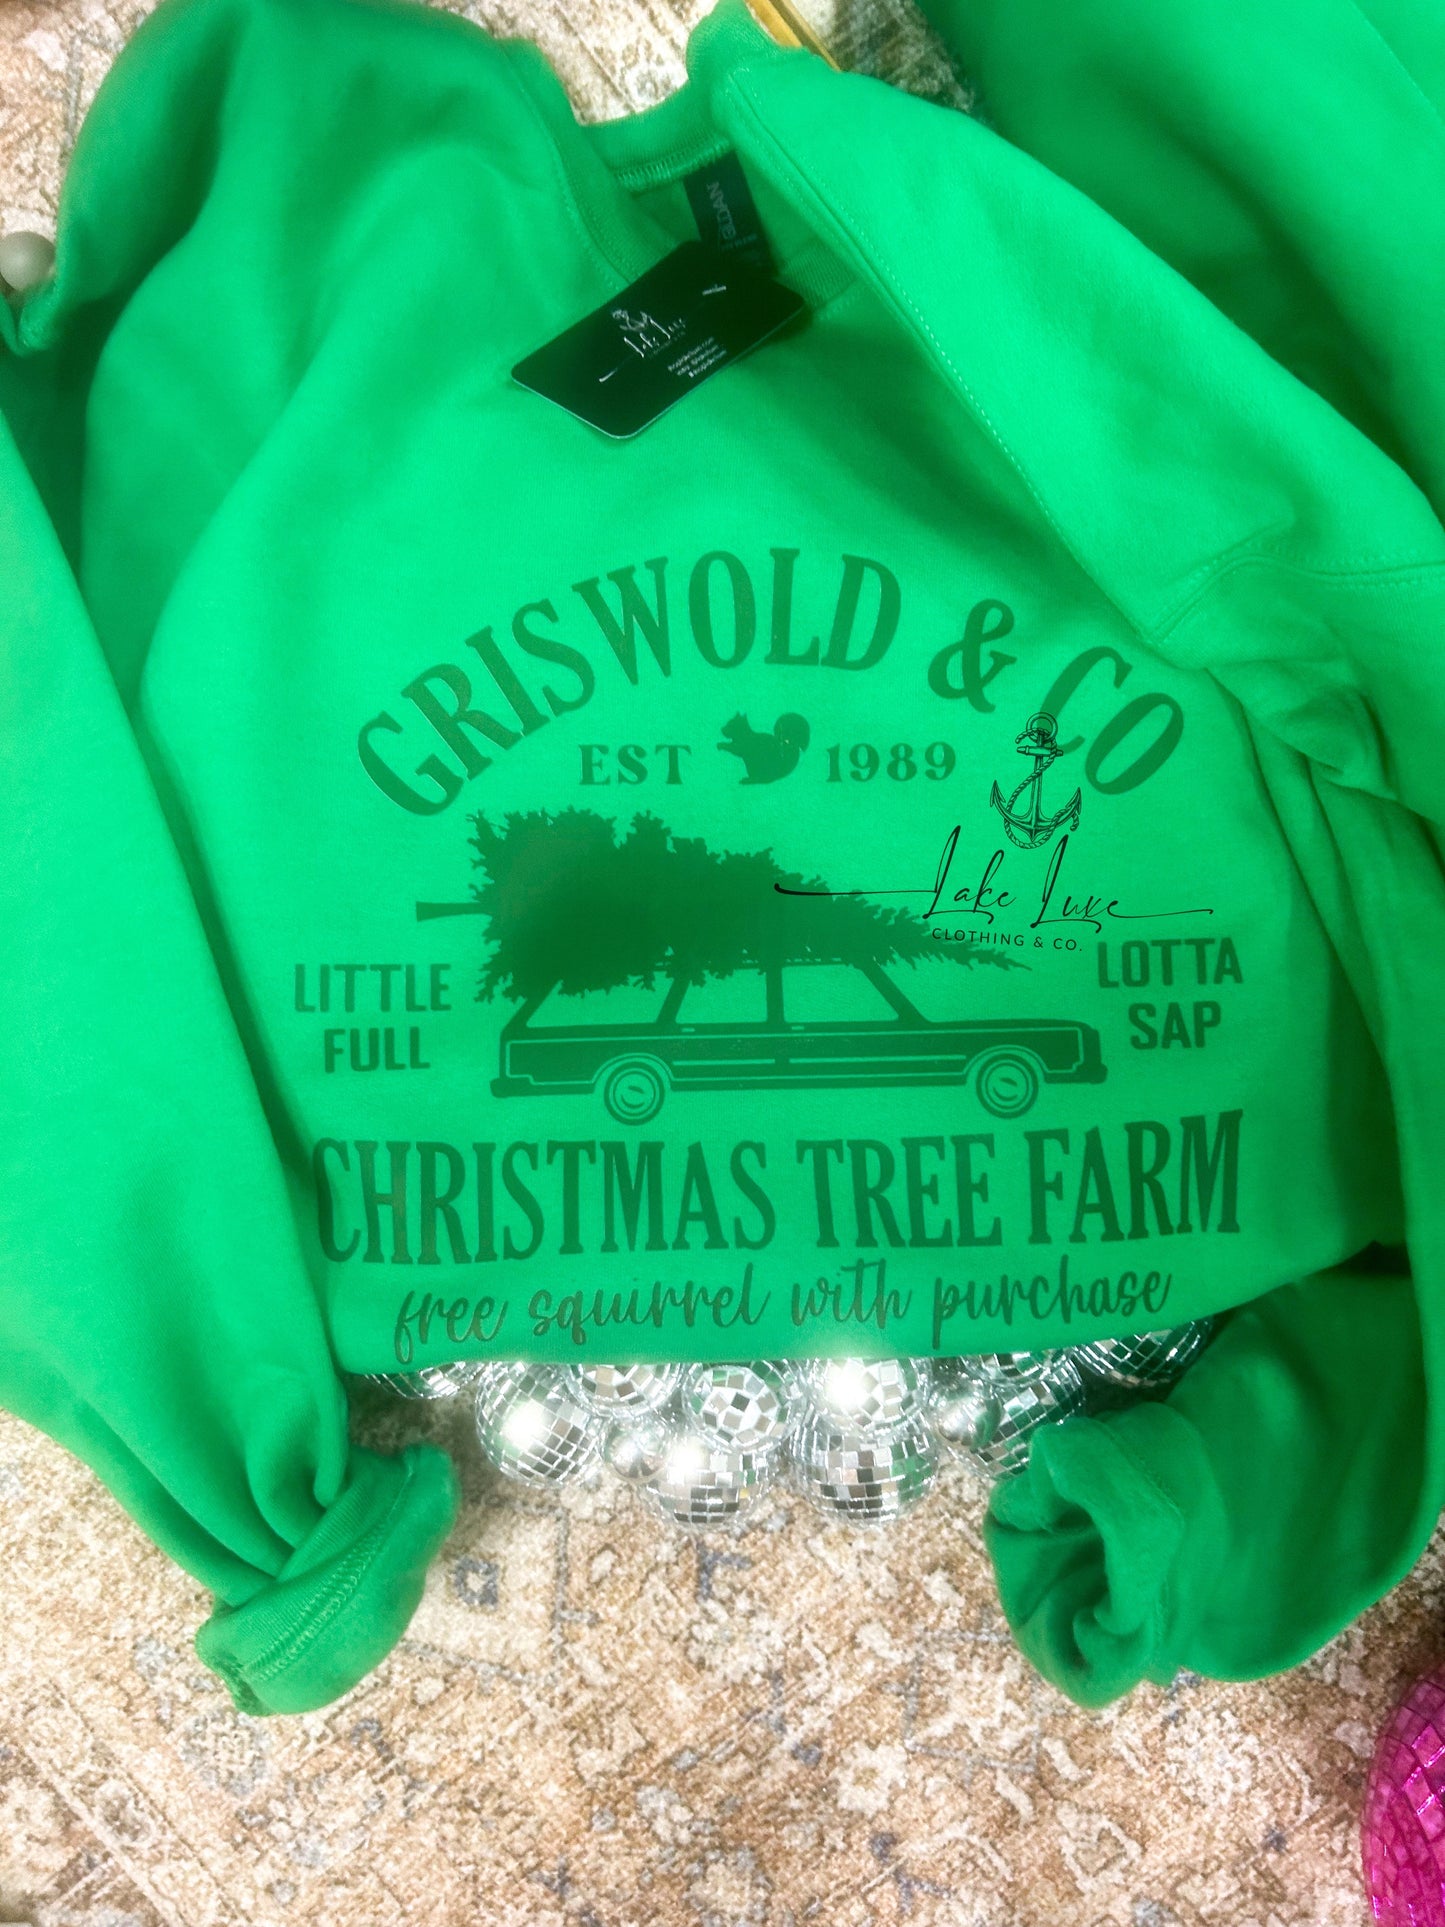 GILDAN
GRISWOLD & CO
EST 1989
Lake Luxe
CLOTHING & CO.
LITTLE FULL
LOTTA SAP
CHRISTMAS TREE FARM
free squirrel with purchase